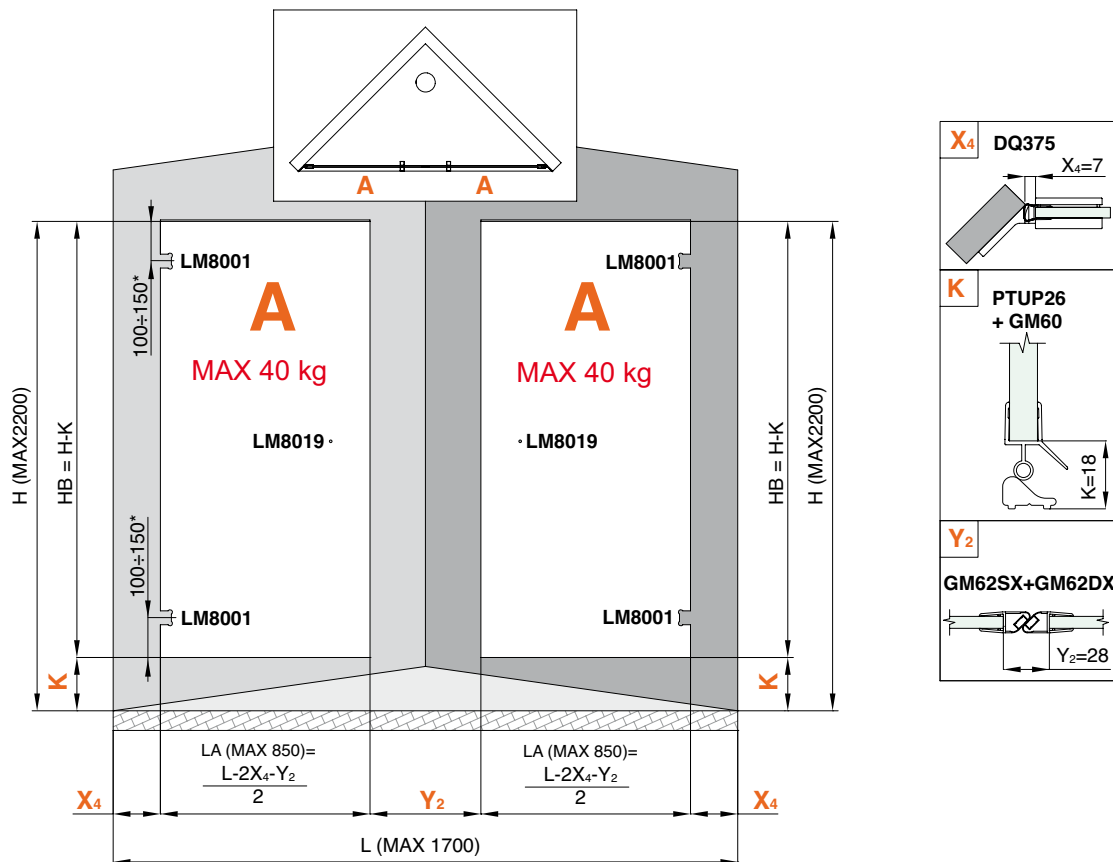 A A
LM8001 LM8001
A A
MAX 40 kg MAX 40 kg
LM8019 LM8019
LM8001 LM8001
100÷150*
100÷150*
H (MAX2200)
HB = H-K
HB = H-K
H (MAX2200)
K K
LA (MAX 850)=
L-2X4-Y2
2
LA (MAX 850)=
L-2X4-Y2
2
X4 Y2 X4
L (MAX 1700)
X4 DQ375
X4=7
K PTUP26
+ GM60
K=18
Y2
GM62SX+GM62DX
Y2=28